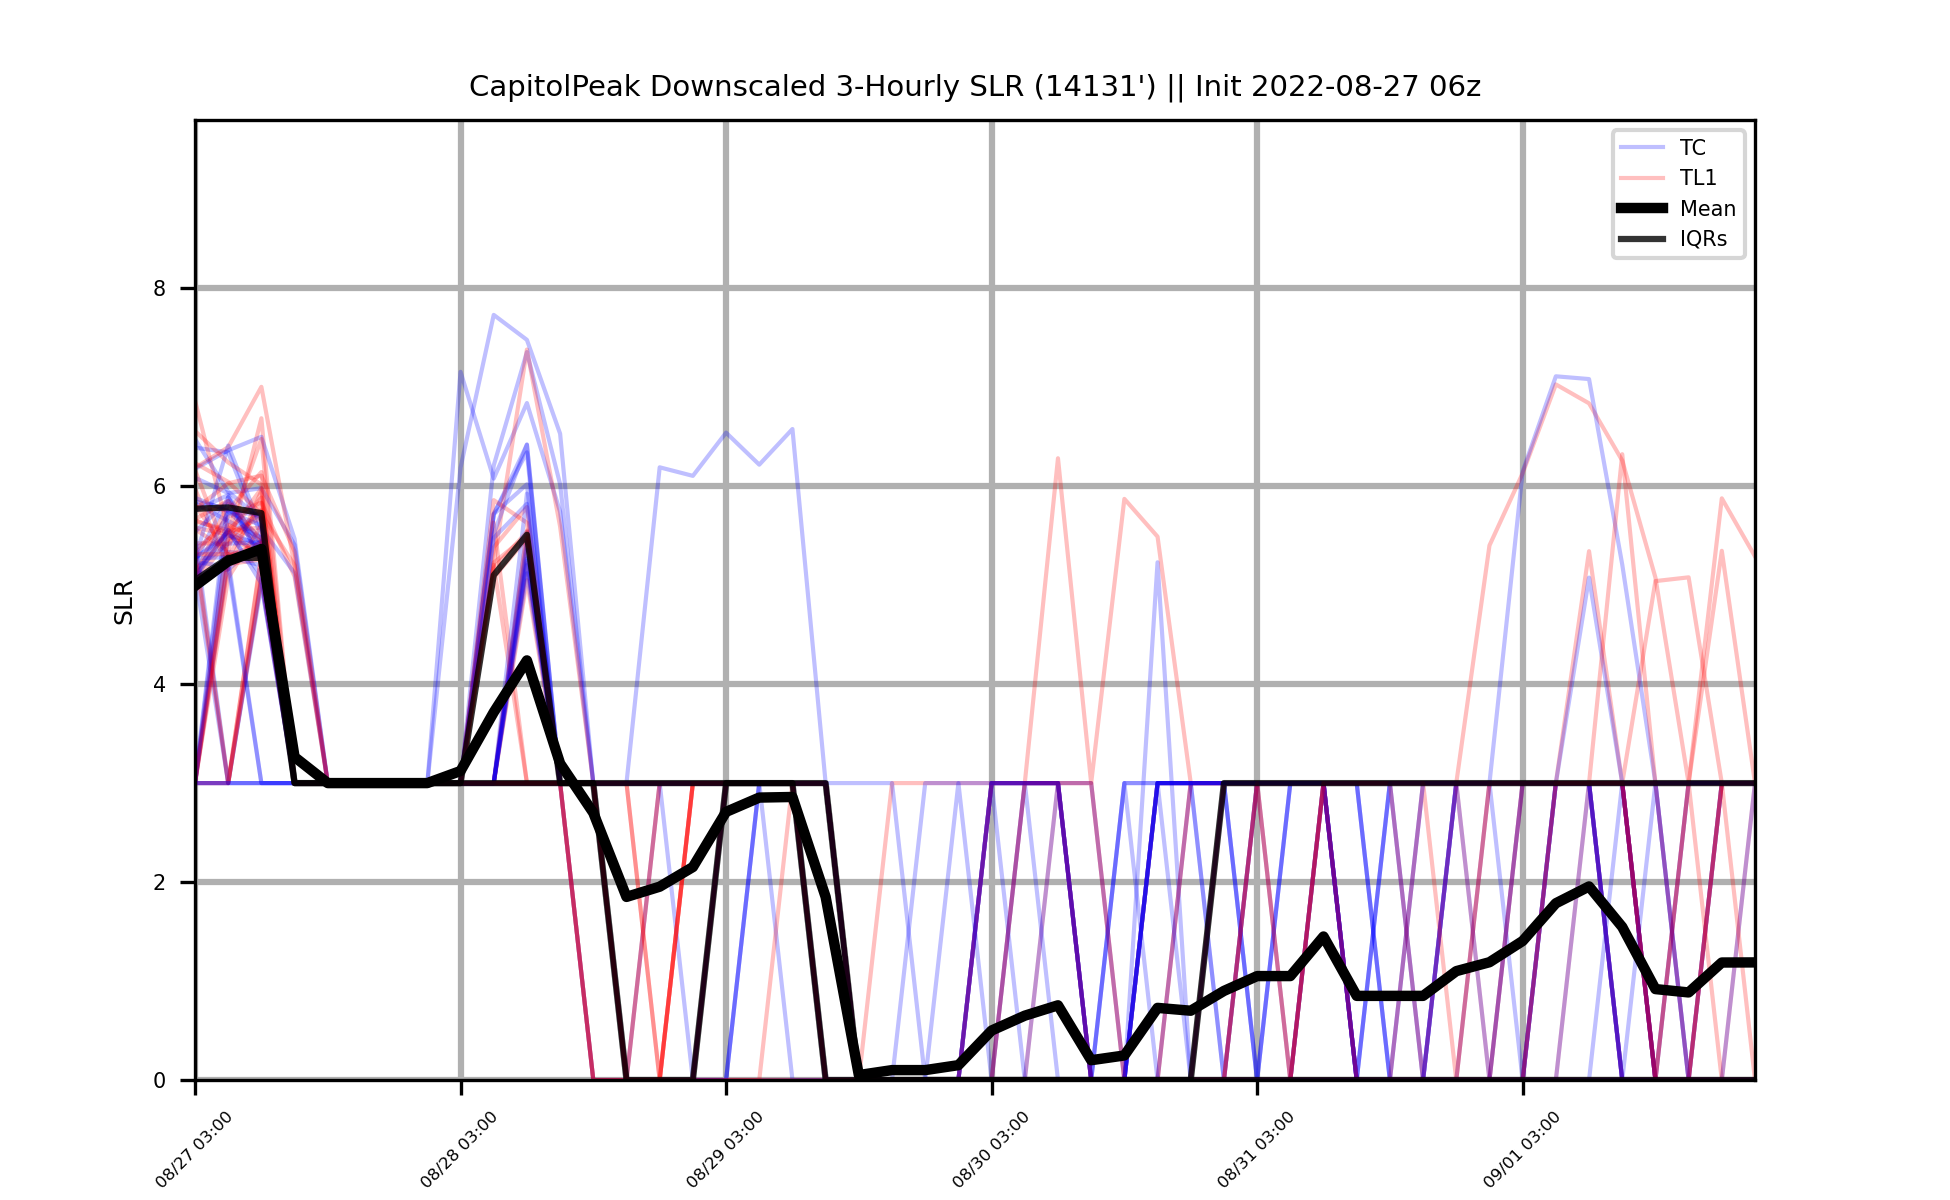 CapitolPeak Downscaled 3-Hourly SLR (14131') || Init 2022-08-27 06z
TC
TL1
Mean
IQRs
SLR
8
6
4
2
0
08/27 03:00
08/28 03:00
08/29 03:00
08/30 03:00
08/31 03:00
09/01 03:00